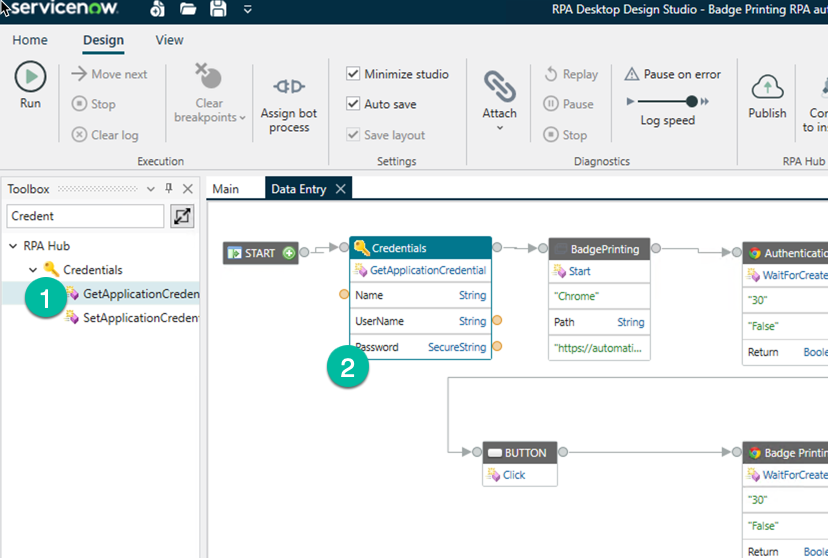 servicenow
RPA Desktop Design Studio - Badge Printing RPA aut
Home Design View
Run
Move next
Stop
Clear log
Clear
breakpoints
Assign bot
process
Execution
Minimize studio
Auto save
Save layout
Settings
Attach
Replay
Pause
Stop
Pause on error
Log speed
Diagnostics
Publish
Con
to ins
RPA Hub
Toolbox
Credent
RPA Hub
Credentials
GetApplicationCreden
SetApplicationCreden
1
Main
Data Entry
START
Credentials
GetApplicationCredential
Name String
UserName String
Password SecureString
2
BadgePrinting
Start
"Chrome"
Path String
"https://automati...
Authentication
WaitForCreate
"30"
"False"
Return Boole
BUTTON
Click
Badge Printin
WaitForCreate
"30"
"False"
Return Boole